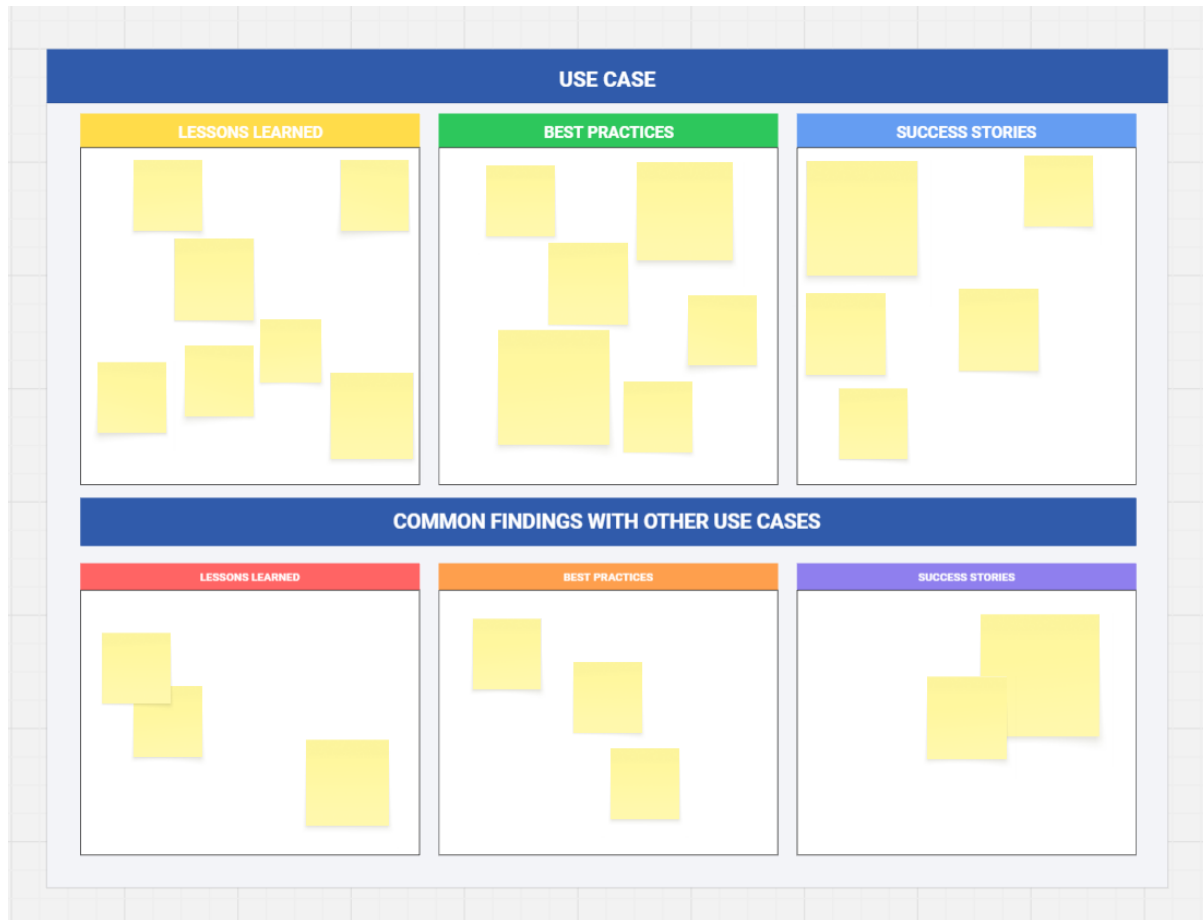 USE CASE
LESSONS LEARNED
BEST PRACTICES
SUCCESS STORIES
COMMON FINDINGS WITH OTHER USE CASES
LESSONS LEARNED
BEST PRACTICES
SUCCESS STORIES